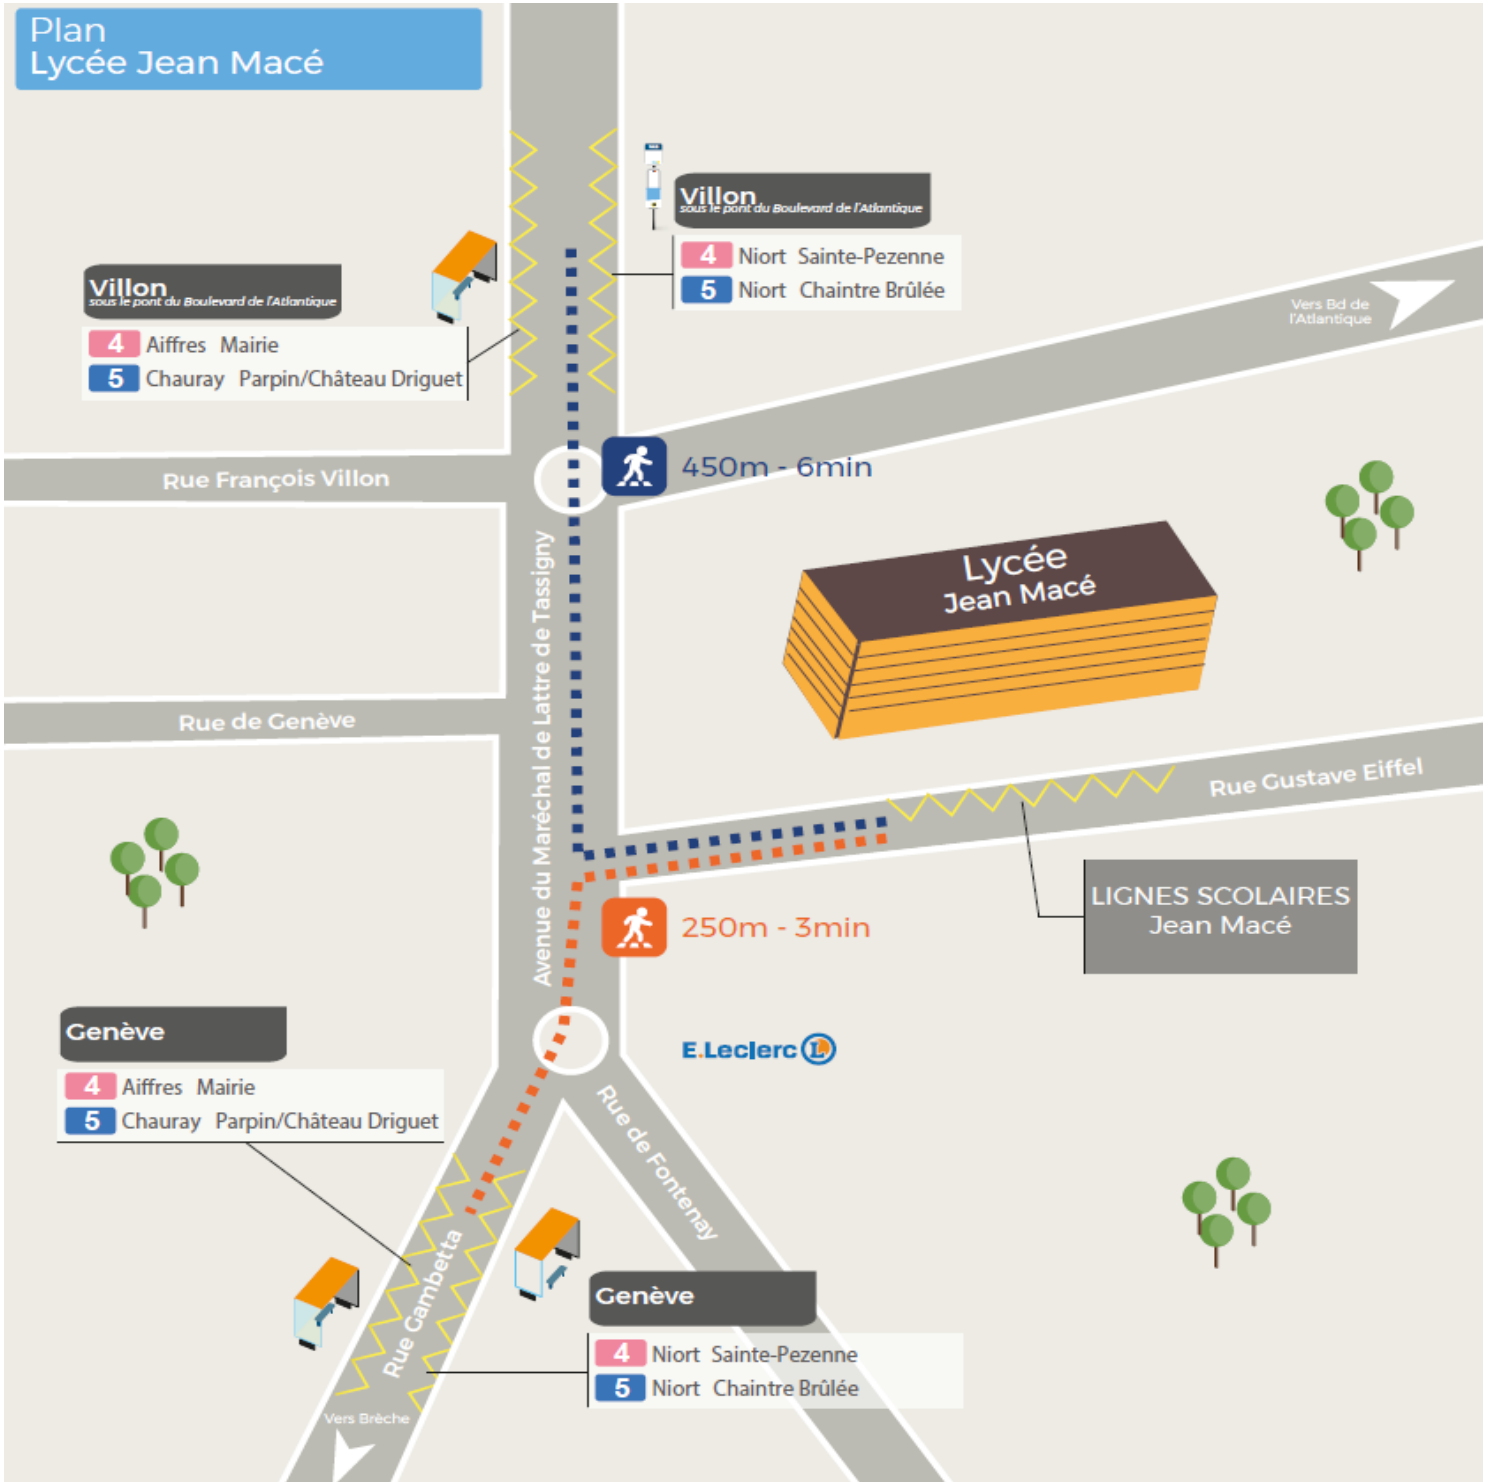 Plan
Lycée Jean Macé
Villon
sous le pont du Boulevard de l'Atlantique
4 Niort Sainte-Pezenne
5 Niort Chaintre Brûlée
Villon
sous le pont du Boulevard de l'Atlantique
4 Aiffres Mairie
5 Chauray Parpin/Château Driguet
Vers Bd de
l'Atlantique
450m - 6min
Rue François Villon
Lycée
Jean Macé
Avenue du Maréchal de Lattre de Tassigny
Rue de Genève
Rue Gustave Eiffel
LIGNES SCOLAIRES
Jean Macé
250m - 3min
Genève
4 Aiffres Mairie
5 Chauray Parpin/Château Driguet
E.Leclerc L
Rue de Fontenay
Rue Gambetta
Genève
4 Niort Sainte-Pezenne
5 Niort Chaintre Brûlée
Vers Brèche